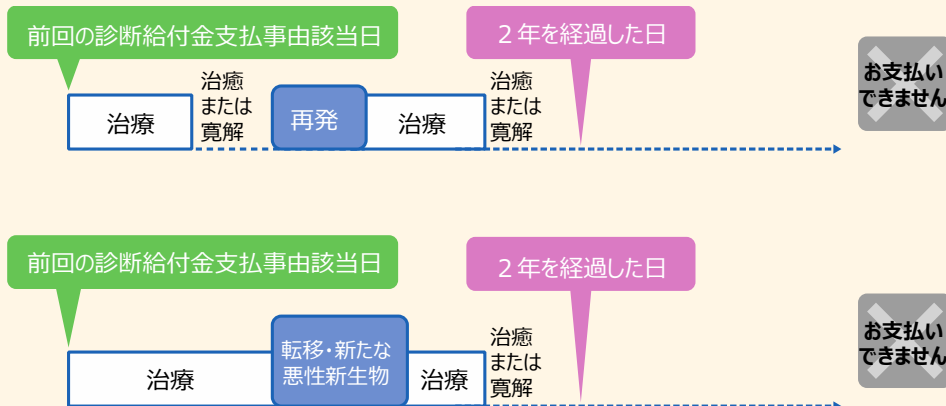 前回の診断給付金支払事由該当日
2年を経過した日
治療
治癒
または
寛解
再発
治療
治癒
または
寛解
お支払い
できません
前回の診断給付金支払事由該当日
2年を経過した日
治療
転移・新たな
悪性新生物
治療
治癒
または
寛解
お支払い
できません